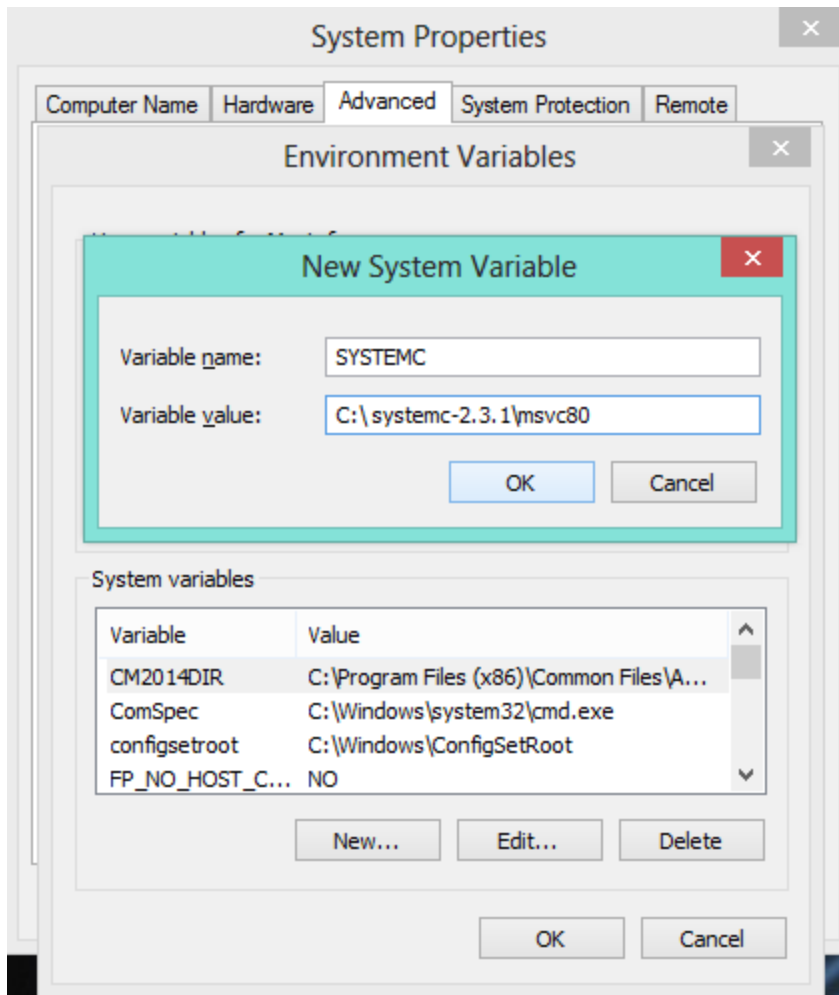 System Properties
Computer Name Hardware Advanced System Protection Remote
Environment Variables
New System Variable
Variable name: SYSTEMC
Variable value: C:\systemc-2.3.1\msvc80
OK Cancel
System variables
Variable Value
CM2014DIR C:\Program Files (x86)\Common Files\A...
ComSpec C:\Windows\system32\cmd.exe
configsetroot C:\Windows\ConfigSetRoot
FP_NO_HOST_C... NO
New... Edit... Delete
OK Cancel